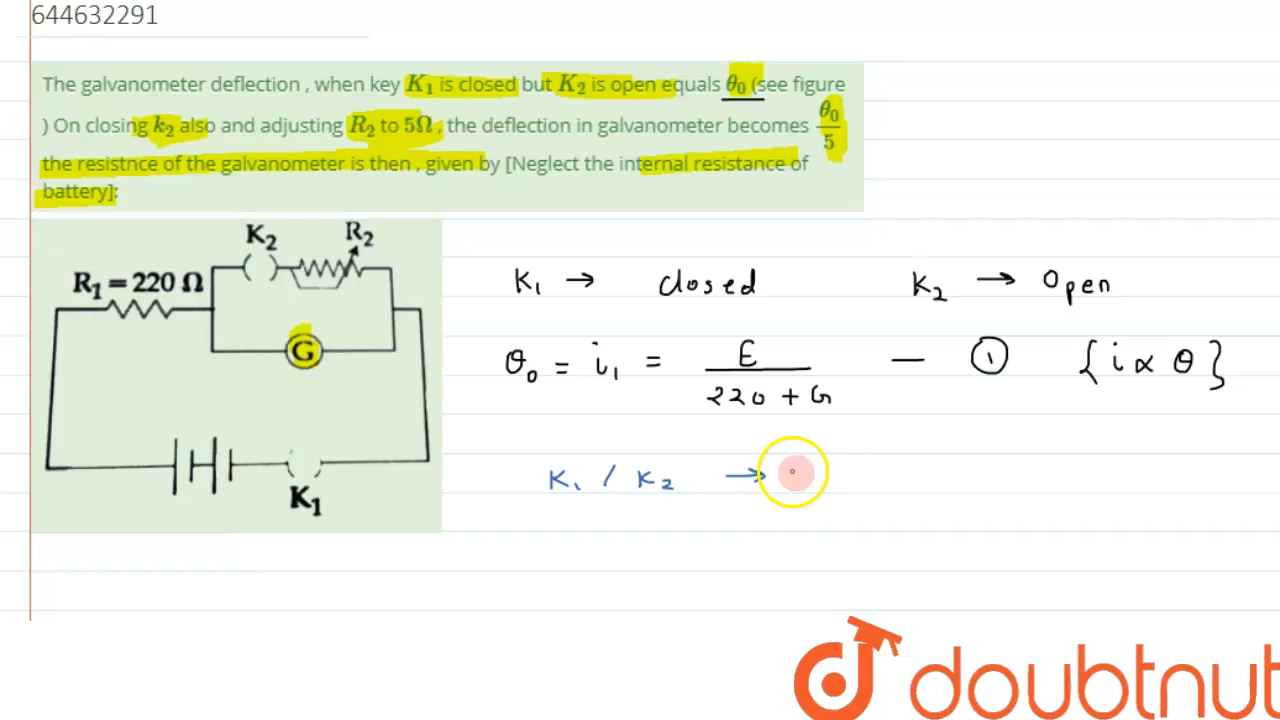 644632291
The galvanometer deflection , when key K₁ is closed but K₂ is open equals θ₀ (see figure
) On closing k₂ also and adjusting R₂ to 5Ω , the deflection in galvanometer becomes θ₀/5
the resistnce of the galvanometer is then , given by [Neglect the internal resistance of
battery]:
K₂ R₂
R₁ = 220 Ω
G
K₁
K₁ → closed K₂ → open
θ₀ = i₁ = E/(220 + G) — ① {i ∝ θ}
K₁ / K₂ →
doubtnut